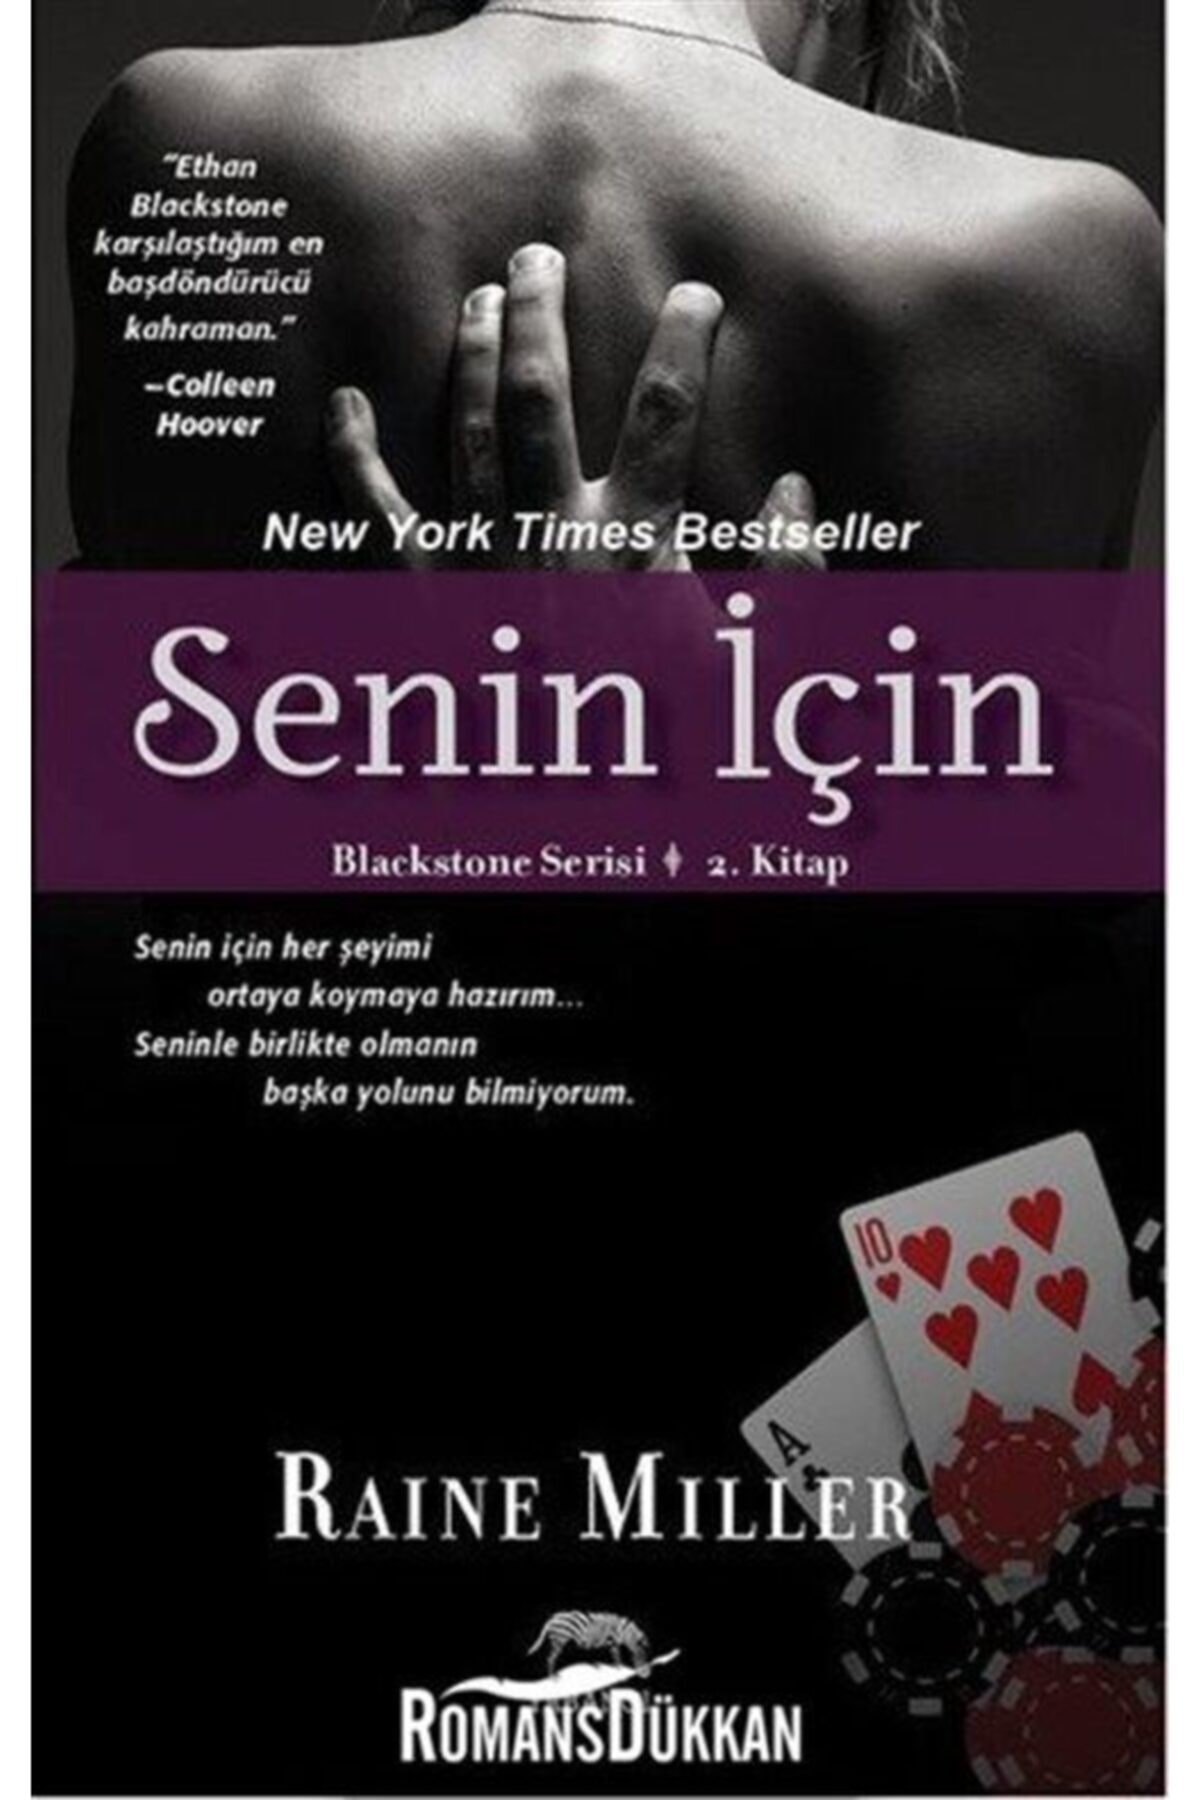 “Ethan
Blackstone
karşılaştığım en
başdöndürücü
kahraman.”
–Colleen
Hoover
New York Times Bestseller
Senin İçin
Blackstone Serisi 2. Kitap
Senin için her şeyimi
ortaya koymaya hazırım...
Seninle birlikte olmanın
başka yolunu bilmiyorum.
10
A
RAINE MILLER
ROMANSDÜKKAN